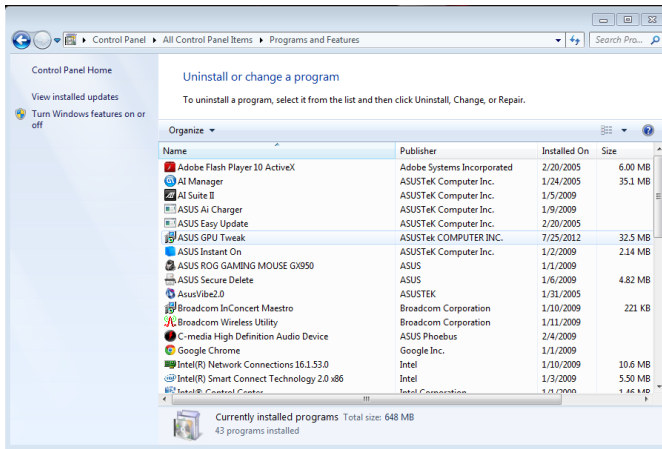 Control Panel ▸ All Control Panel Items ▸ Programs and Features
Search Pro...
Control Panel Home
View installed updates
Turn Windows features on or
off
Uninstall or change a program
To uninstall a program, select it from the list and then click Uninstall, Change, or Repair.
Organize
Name Publisher Installed On Size
Adobe Flash Player 10 ActiveX Adobe Systems Incorporated 2/20/2005 6.00 MB
AI Manager ASUSTeK Computer Inc. 1/24/2005 35.1 MB
AI Suite II ASUSTeK Computer Inc. 1/5/2009
ASUS Ai Charger ASUSTeK Computer Inc. 1/9/2009
ASUS Easy Update ASUSTeK Computer Inc. 2/20/2005
ASUS GPU Tweak ASUSTek COMPUTER INC. 7/25/2012 32.5 MB
ASUS Instant On ASUSTeK Computer Inc. 1/2/2009 2.14 MB
ASUS ROG GAMING MOUSE GX950 ASUS 1/1/2009
ASUS Secure Delete ASUS 1/6/2009 4.82 MB
AsusVibe2.0 ASUSTEK 1/31/2005
Broadcom InConcert Maestro Broadcom Corporation 1/10/2009 221 KB
Broadcom Wireless Utility Broadcom Corporation 1/11/2009
C-media High Definition Audio Device ASUS Phoebus 2/4/2009
Google Chrome Google Inc. 1/1/2009
Intel(R) Network Connections 16.1.53.0 Intel 1/10/2009 10.6 MB
Intel(R) Smart Connect Technology 2.0 x86 Intel 1/3/2009 5.50 MB
Intel® Control Center Intel Corporation 1/1/2009 1.46 MB
Currently installed programs Total size: 648 MB
43 programs installed